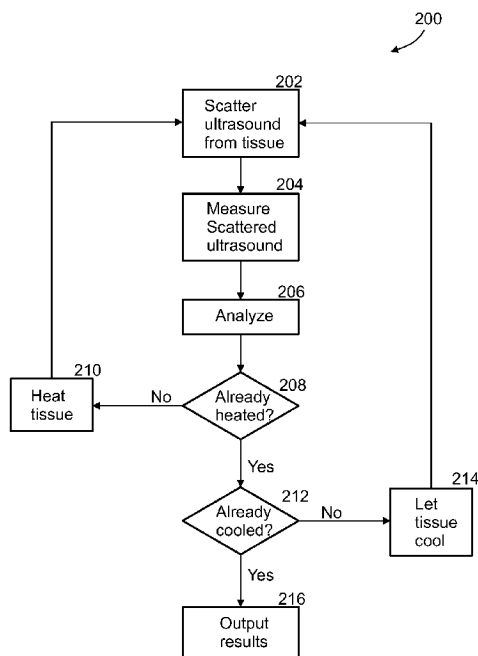 200
202
Scatter
ultrasound
from tissue
204
Measure
Scattered
ultrasound
206
Analyze
208
Already
heated?
No
210
Heat
tissue
Yes
212
Already
cooled?
No
214
Let
tissue
cool
Yes
216
Output
results